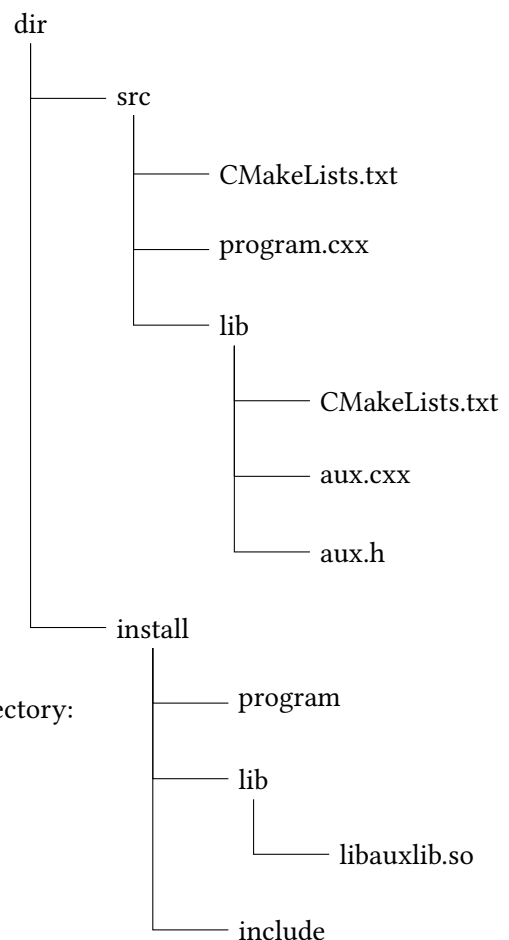 dir
src
CMakeLists.txt
program.cxx
lib
CMakeLists.txt
aux.cxx
aux.h
install
program
ectory:
lib
libauxlib.so
include